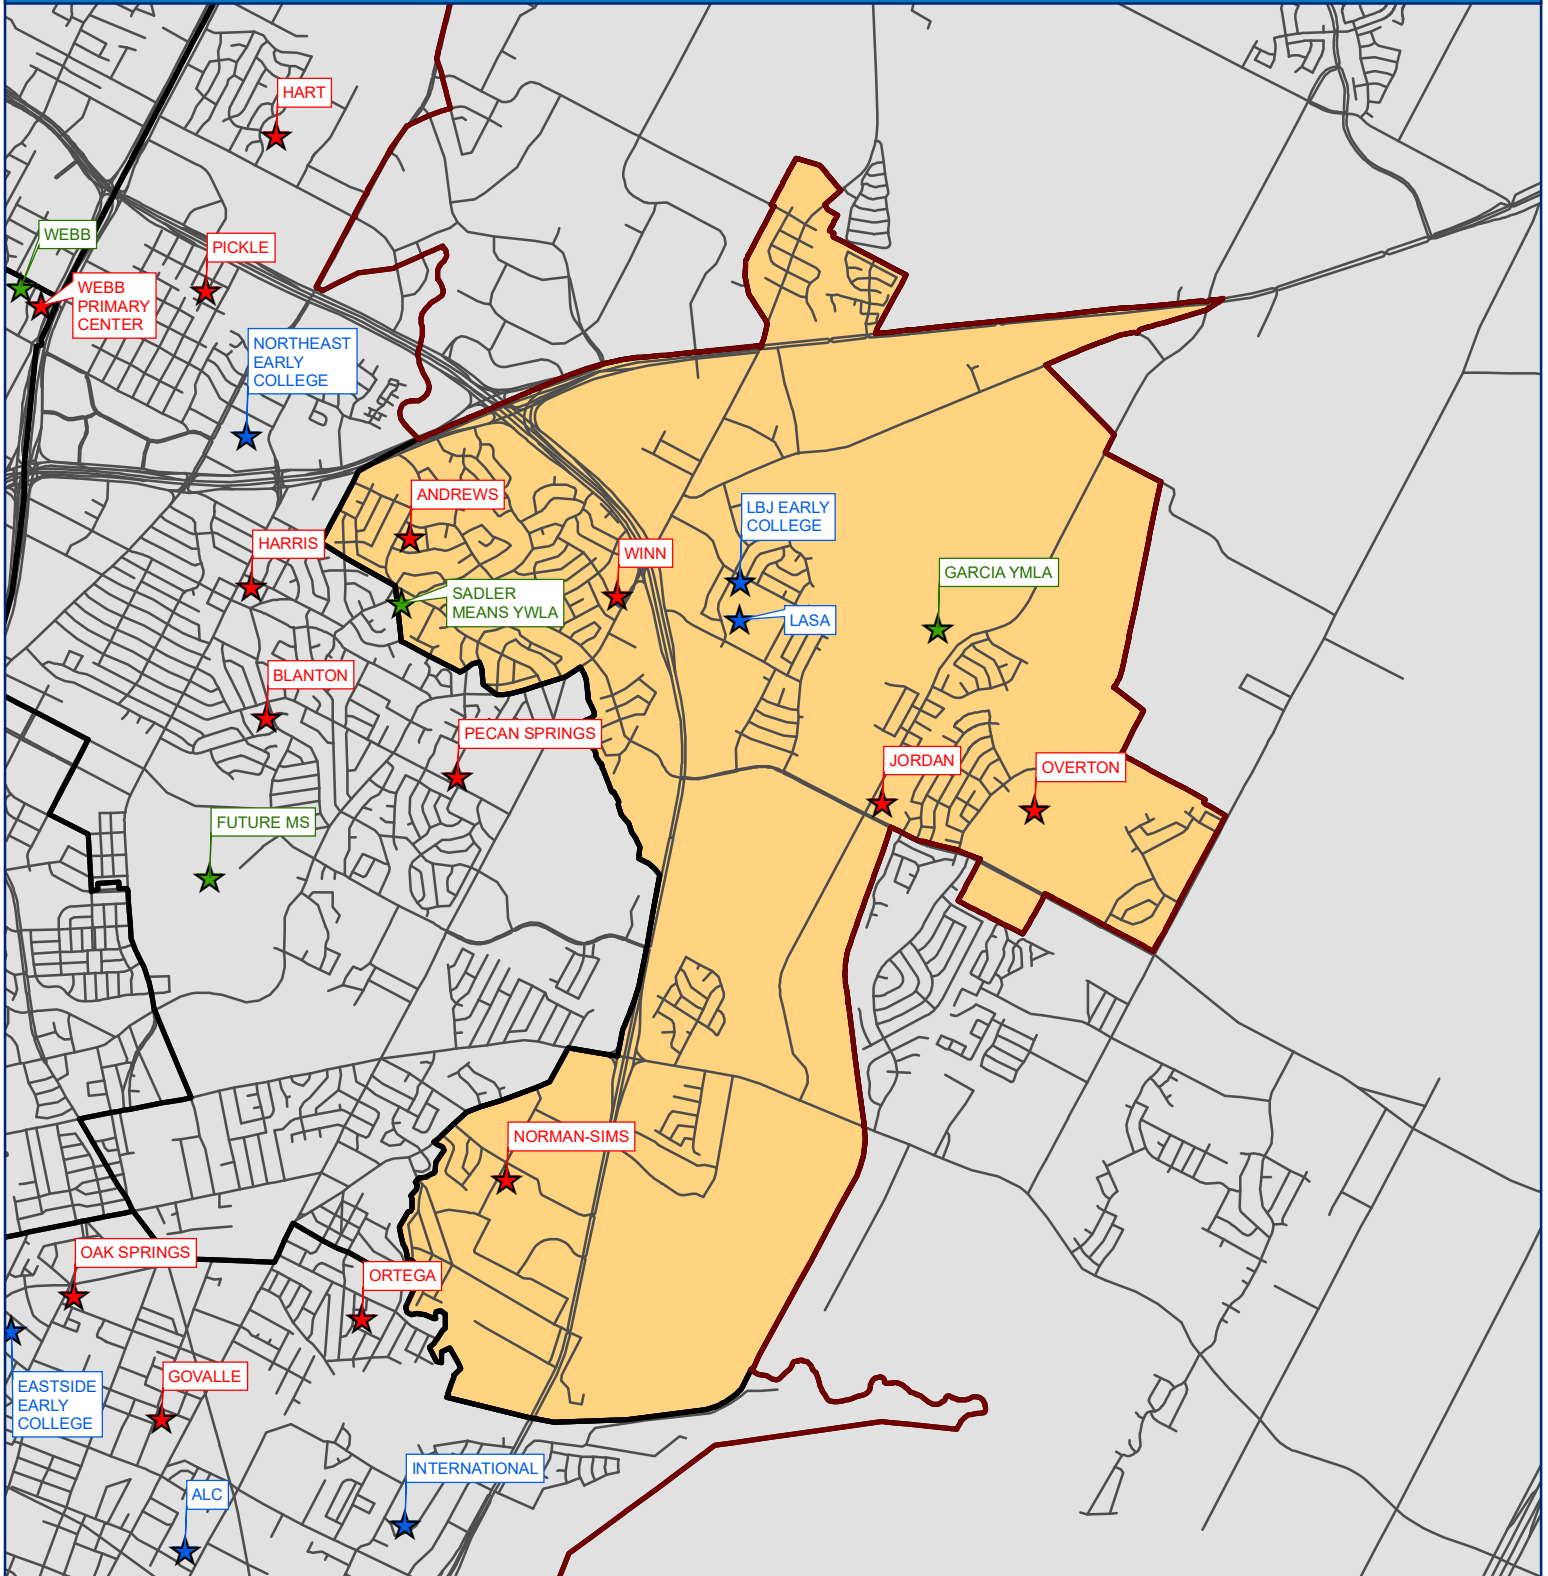 HART
WEBB
PICKLE
WEBB
PRIMARY
CENTER
NORTHEAST
EARLY
COLLEGE
ANDREWS
LBJ EARLY
COLLEGE
HARRIS
WINN
GARCIA YMLA
SADLER
MEANS YWLA
LASA
BLANTON
PECAN SPRINGS
JORDAN
OVERTON
FUTURE MS
NORMAN-SIMS
OAK SPRINGS
ORTEGA
GOVALLE
EASTSIDE
EARLY
COLLEGE
INTERNATIONAL
ALC